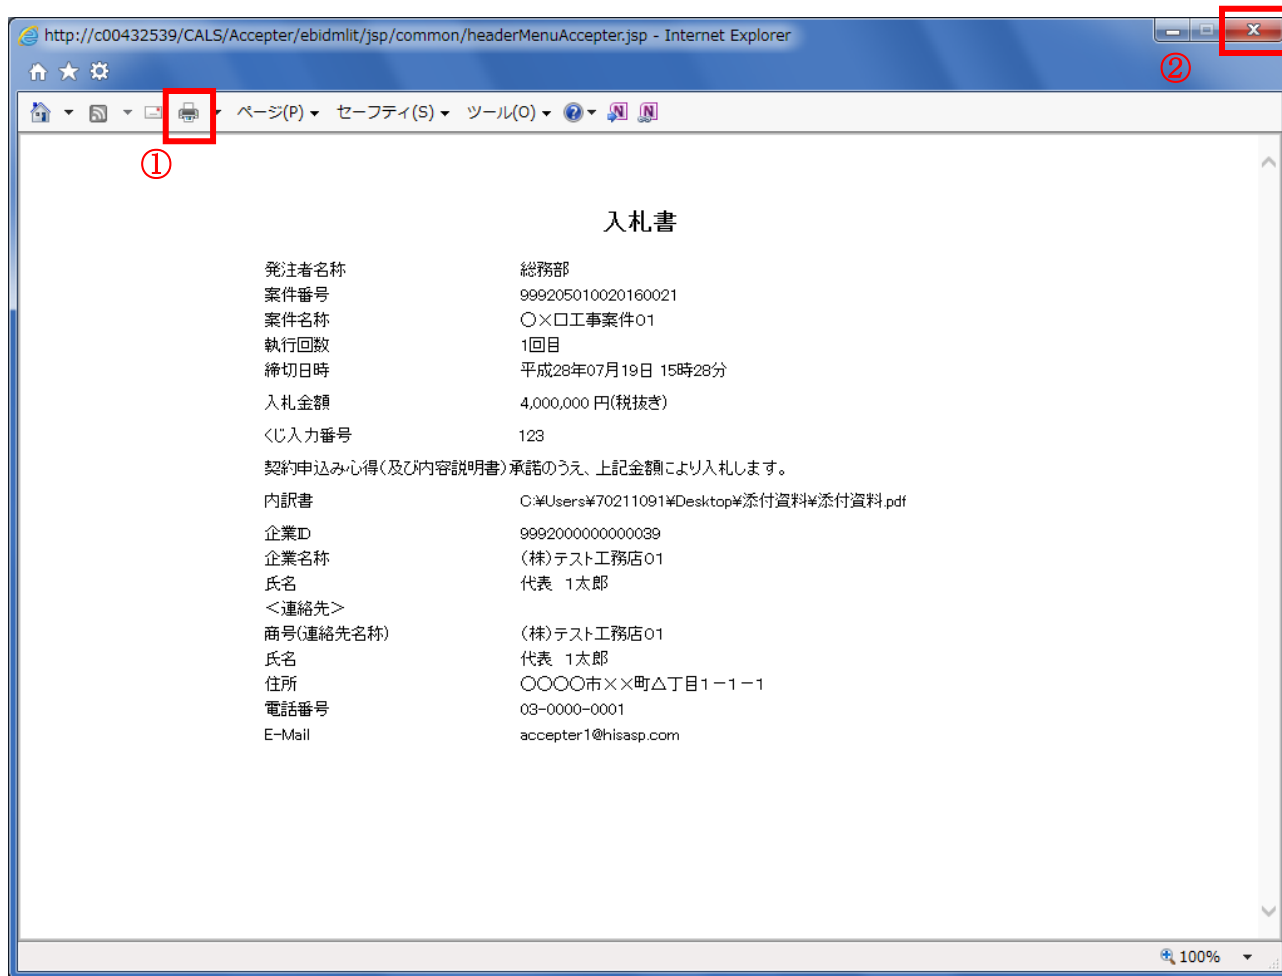 http://c00432539/CALS/Accepter/ebidmlit/jsp/common/headerMenuAccepter.jsp - Internet Explorer
②
ページ(P) セーフティ(S) ツール(O)
①
入札書
発注者名称 総務部
案件番号 999205010020160021
案件名称 〇×口工事案件01
執行回数 1回目
締切日時 平成28年07月19日 15時28分
入札金額 4,000,000 円(税抜き)
くじ入力番号 123
契約申込み心得(及び内容説明書)承諾のうえ、上記金額により入札します。
内訳書 C:¥Users¥70211091¥Desktop¥添付資料¥添付資料.pdf
企業ID 9992000000000039
企業名称 (株)テスト工務店01
氏名 代表 1太郎
<連絡先>
商号(連絡先名称) (株)テスト工務店01
氏名 代表 1太郎
住所 〇〇〇〇市××町△丁目1-1-1
電話番号 03-0000-0001
E-Mail accepter1@hisasp.com
100%